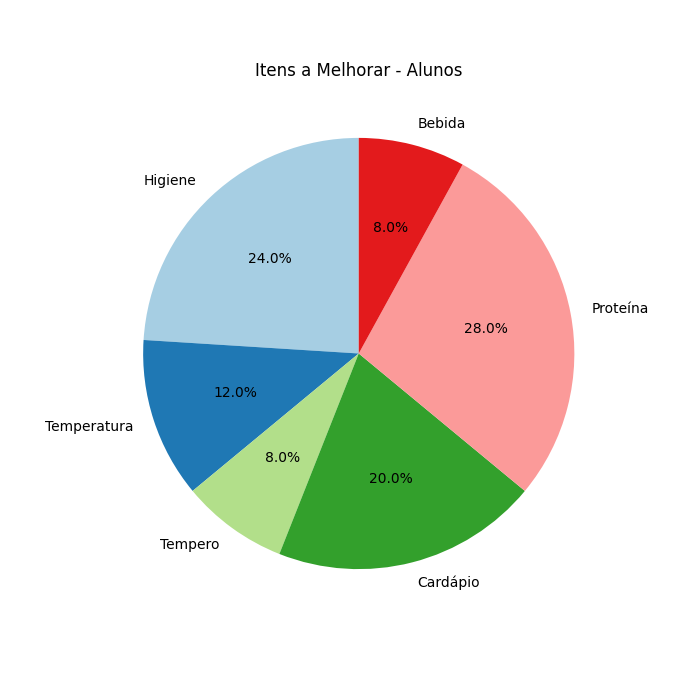 Itens a Melhorar - Alunos
Bebida
Higiene
8.0%
24.0%
Proteína
28.0%
12.0%
Temperatura
8.0%
20.0%
Tempero
Cardápio